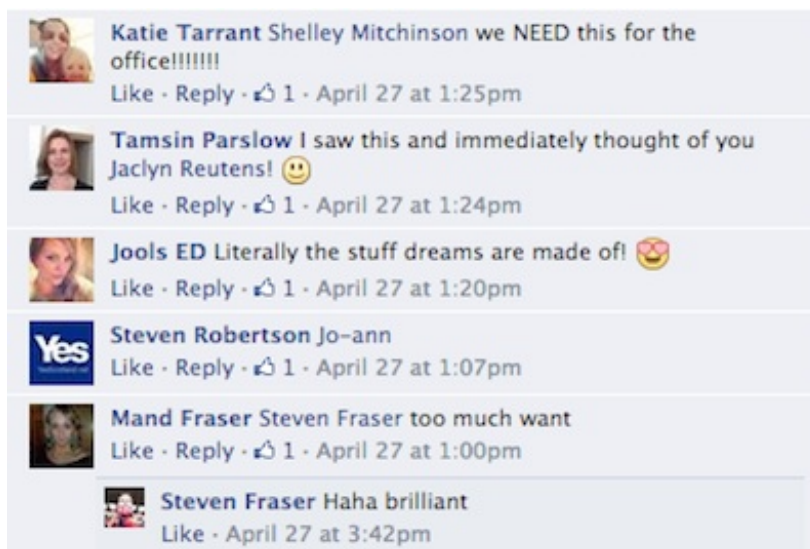 Katie Tarrant Shelley Mitchinson we NEED this for the
office!!!!!!!
Like · Reply · 1 · April 27 at 1:25pm
Tamsin Parslow I saw this and immediately thought of you
Jaclyn Reutens!
Like · Reply · 1 · April 27 at 1:24pm
Jools ED Literally the stuff dreams are made of!
Like · Reply · 1 · April 27 at 1:20pm
Yes
Steven Robertson Jo-ann
Like · Reply · 1 · April 27 at 1:07pm
Mand Fraser Steven Fraser too much want
Like · Reply · 1 · April 27 at 1:00pm
Steven Fraser Haha brilliant
Like · April 27 at 3:42pm